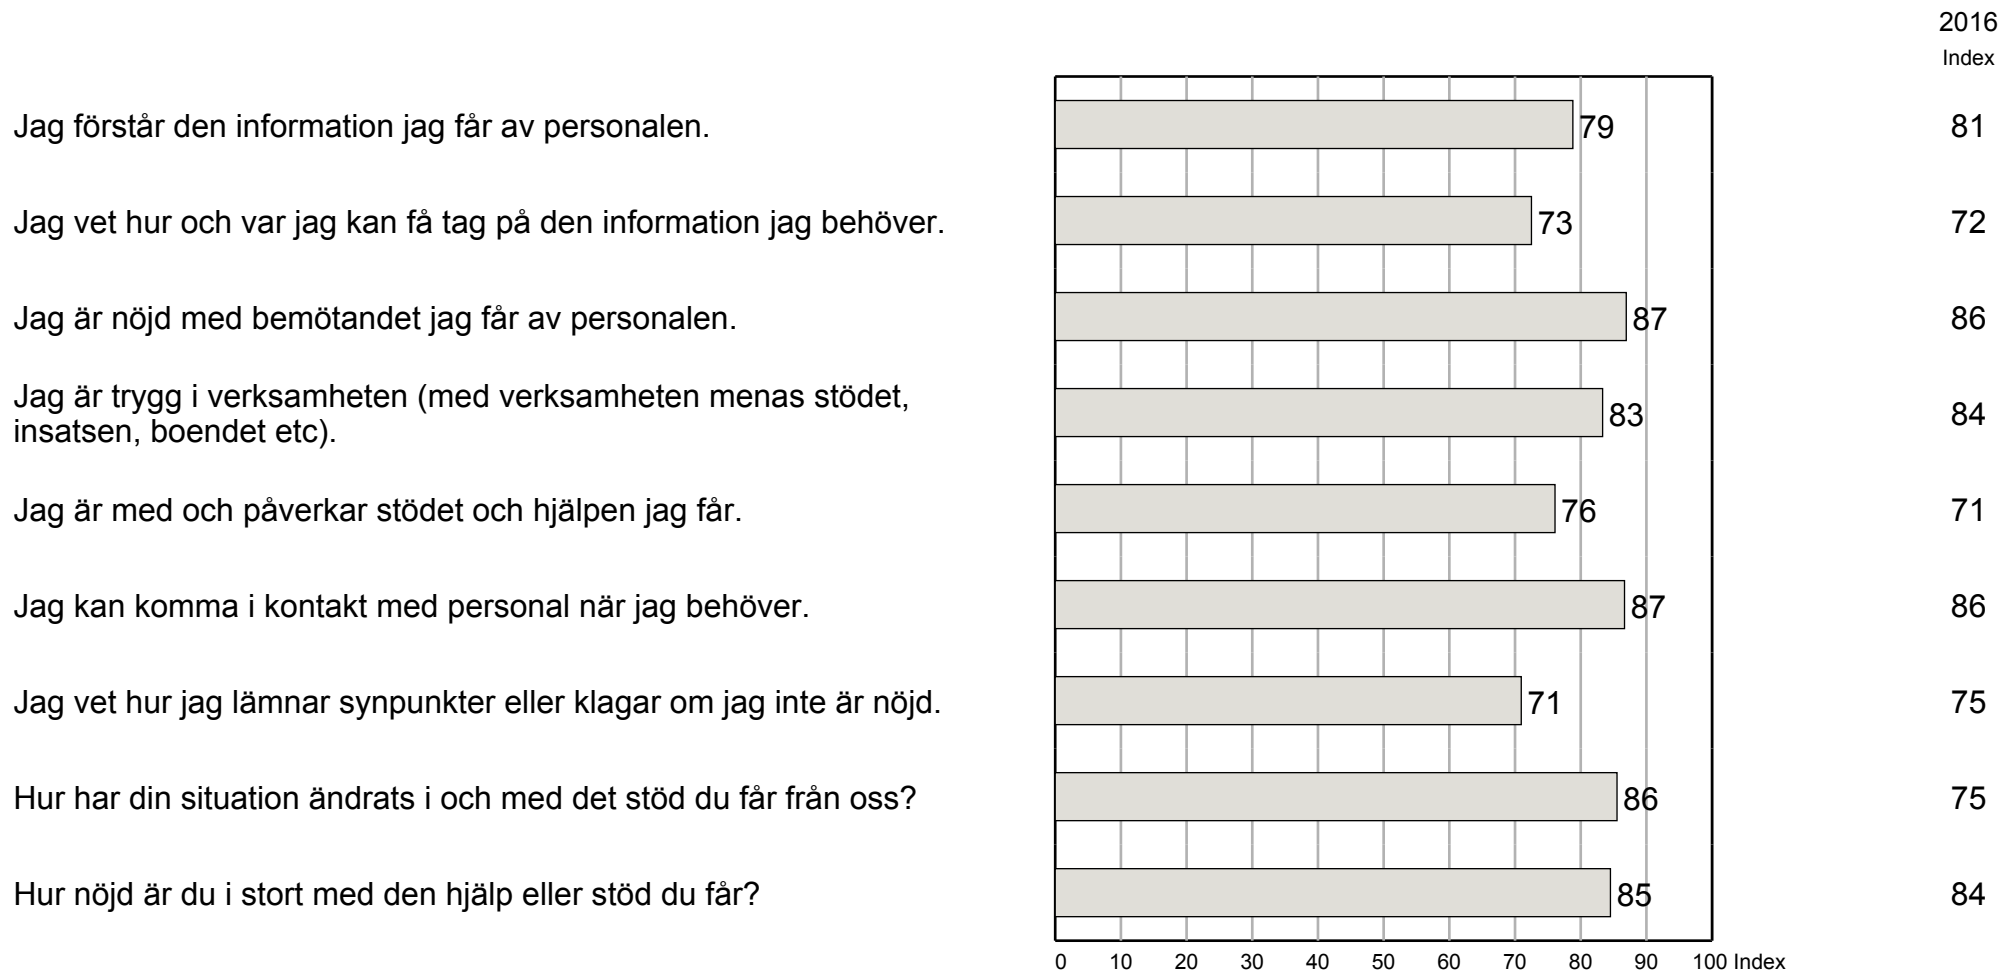 2016
Index
Jag förstår den information jag får av personalen. 79 81
Jag vet hur och var jag kan få tag på den information jag behöver. 73 72
Jag är nöjd med bemötandet jag får av personalen. 87 86
Jag är trygg i verksamheten (med verksamheten menas stödet,
insatsen, boendet etc). 83 84
Jag är med och påverkar stödet och hjälpen jag får. 76 71
Jag kan komma i kontakt med personal när jag behöver. 87 86
Jag vet hur jag lämnar synpunkter eller klagar om jag inte är nöjd. 71 75
Hur har din situation ändrats i och med det stöd du får från oss? 86 75
Hur nöjd är du i stort med den hjälp eller stöd du får? 85 84
0 10 20 30 40 50 60 70 80 90 100 Index